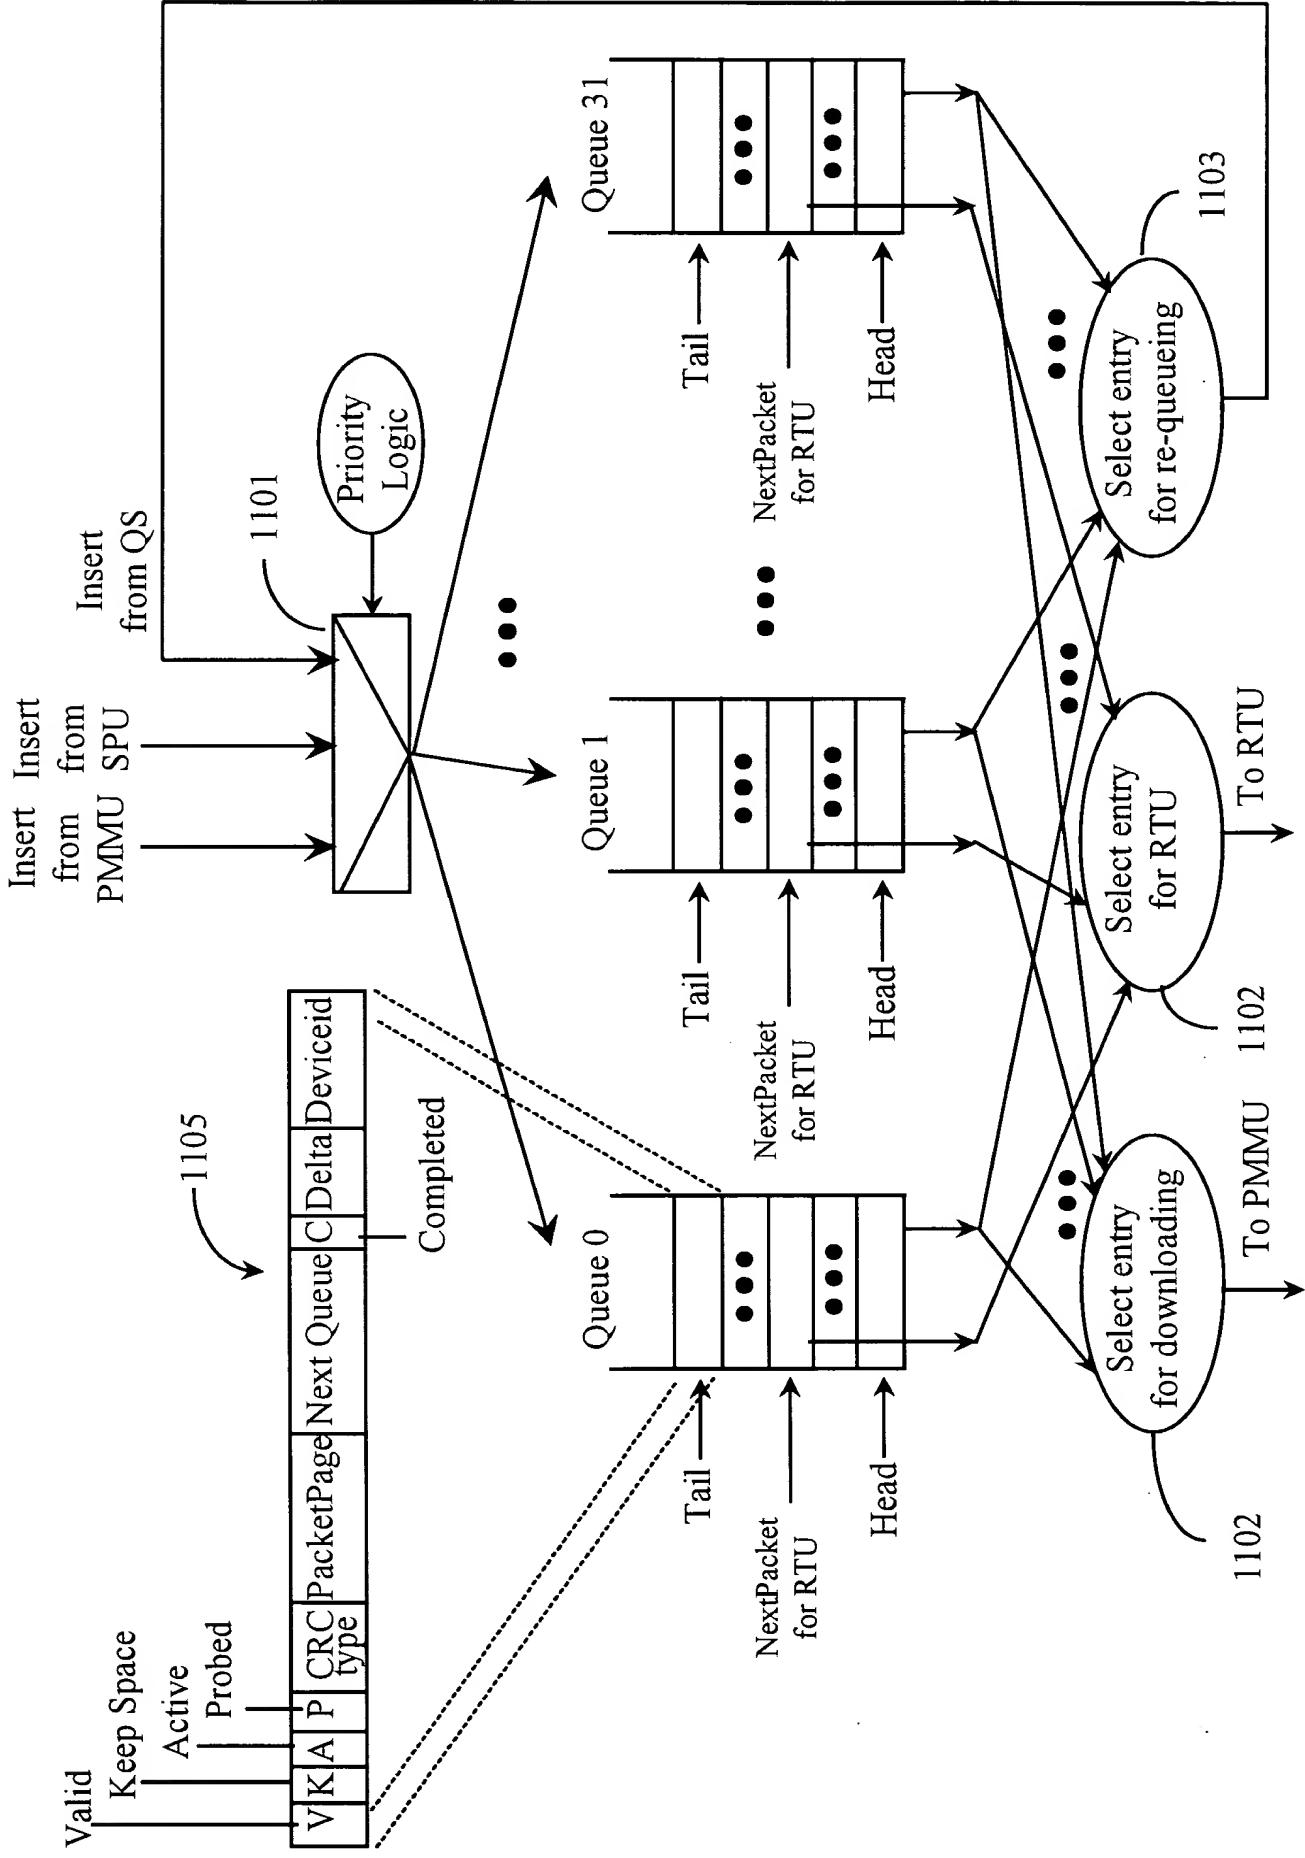 Valid
Keep Space
Active
Probed
V
K
A
P
CRC
type
PacketPage
Next Queue
C
Delta
Deviceid
Completed
1105
Insert
from
PMMU
Insert
from
SPU
Insert
from QS
1101
Priority
Logic
Queue 0
Tail
NextPacket
for RTU
Head
Queue 1
Tail
NextPacket
for RTU
Head
Queue 31
Tail
NextPacket
for RTU
Head
Select entry
for downloading
1102
To PMMU
Select entry
for RTU
1102
To RTU
Select entry
for re-queueing
1103